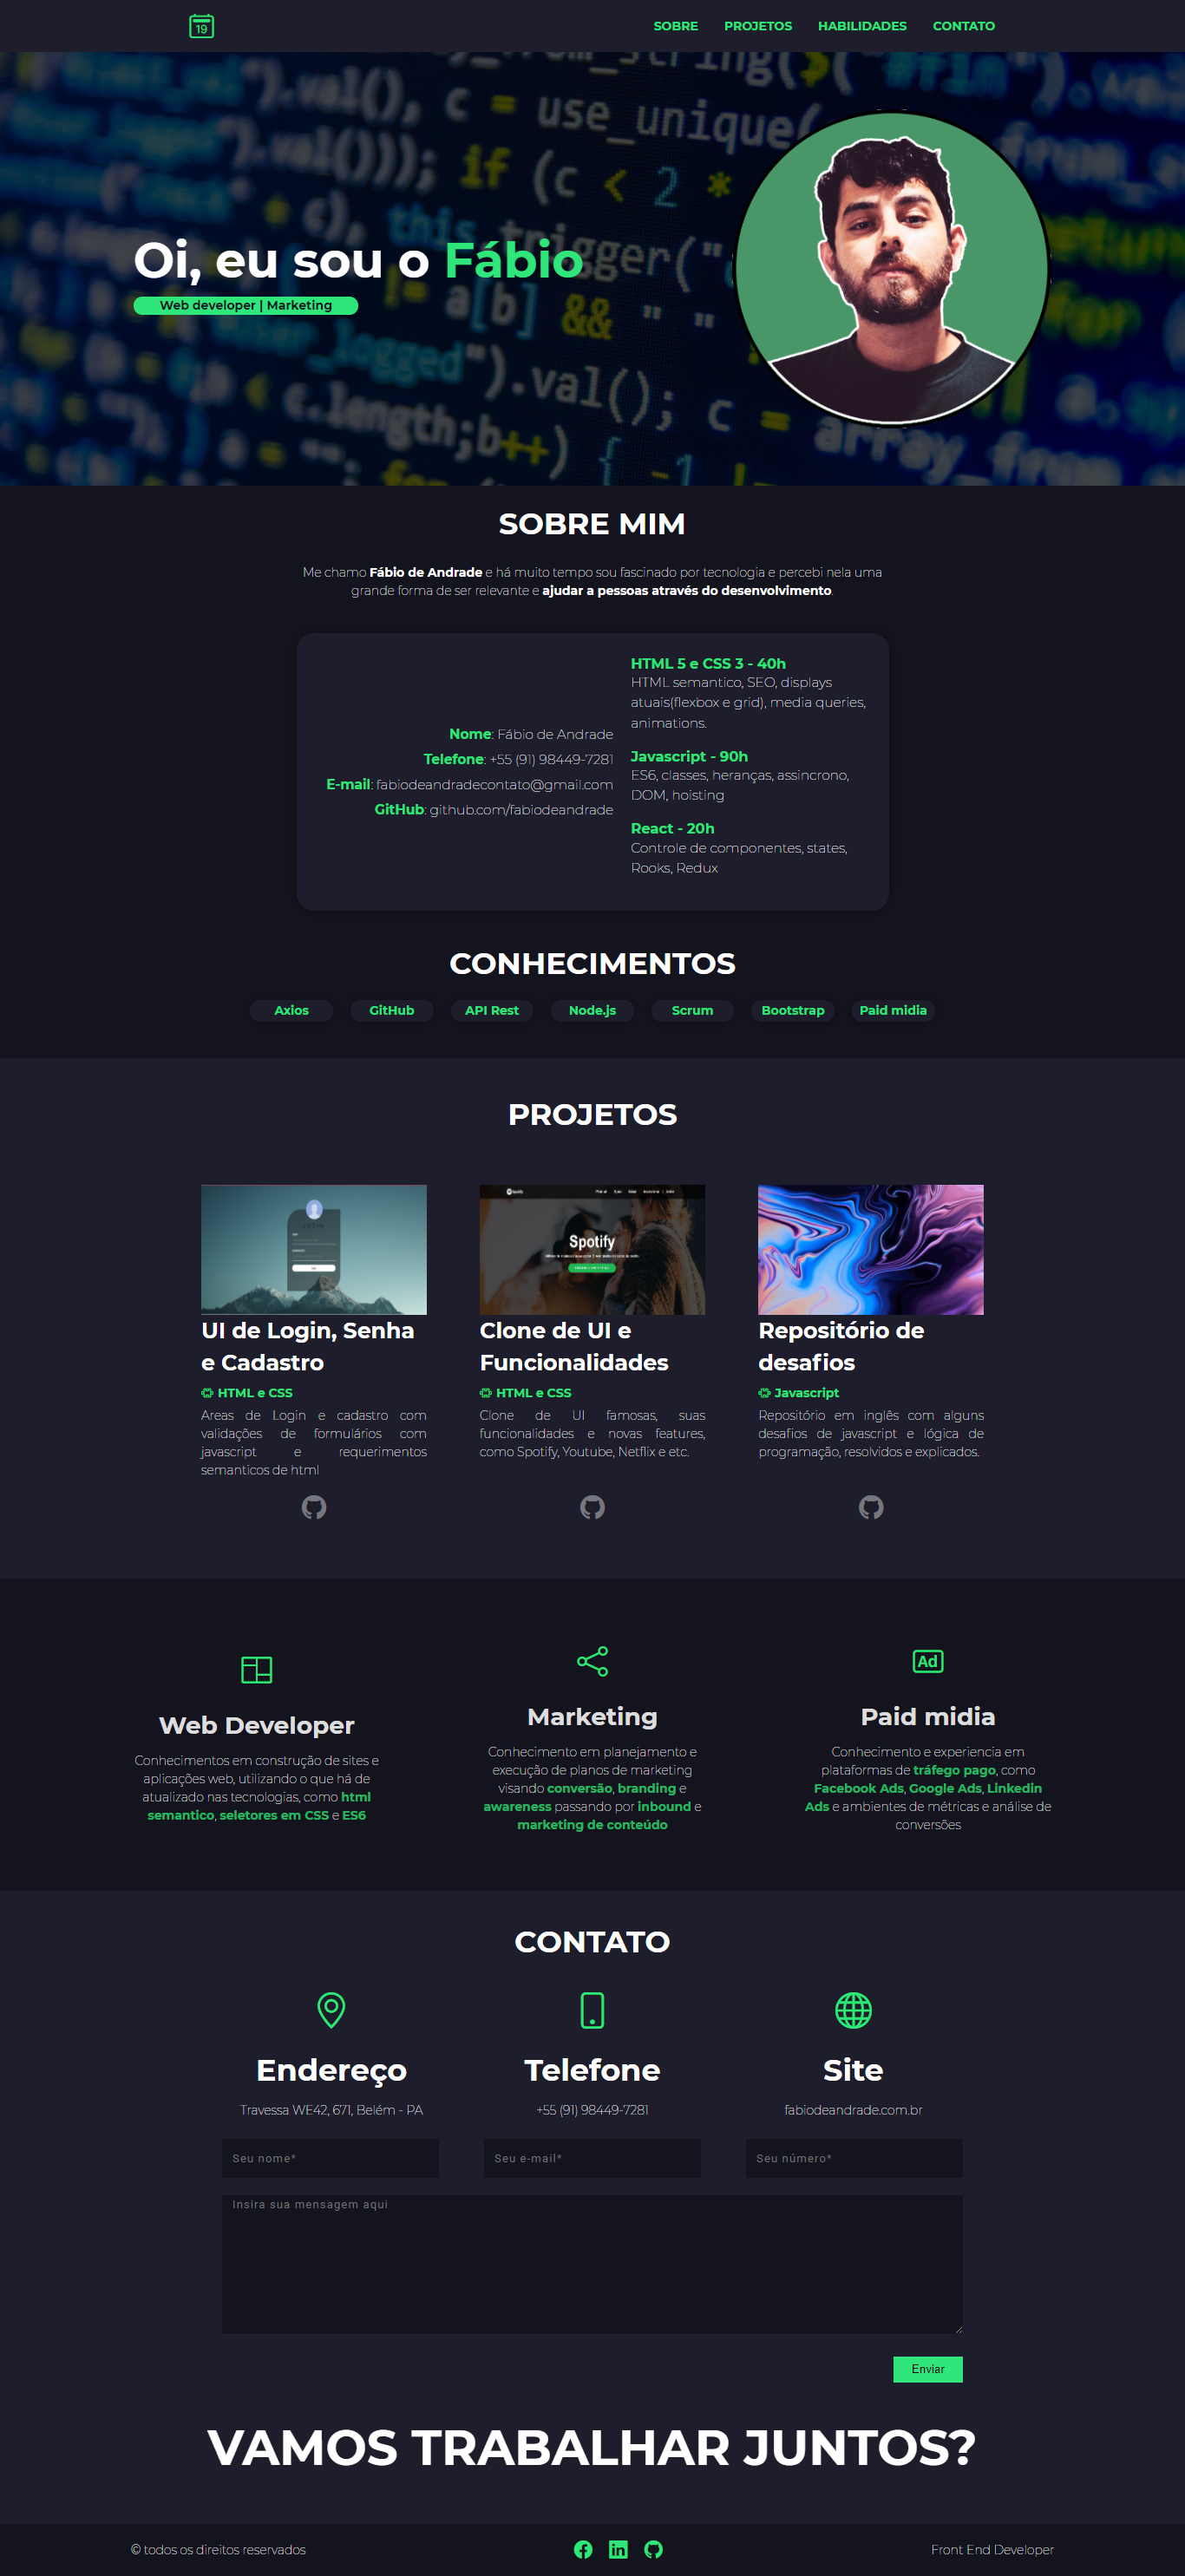 19
SOBRE PROJETOS HABILIDADES CONTATO
.val(), c = use_unique(
if (c < 2 *
this.trigger("
Oi, eu sou o Fábio
Web developer | Marketing
a[b] && " "
logged").val(); c = array
c.length;b++) { -1
SOBRE MIM
Me chamo Fábio de Andrade e há muito tempo sou fascinado por tecnologia e percebi nela uma
grande forma de ser relevante e ajudar a pessoas através do desenvolvimento.
Nome: Fábio de Andrade
Telefone: +55 (91) 98449-7281
E-mail: fabiodeandradecontato@gmail.com
GitHub: github.com/fabiodeandrade
HTML 5 e CSS 3 - 40h
HTML semantico, SEO, displays
atuais(flexbox e grid), media queries,
animations.
Javascript - 90h
ES6, classes, heranças, assincrono,
DOM, hoisting
React - 20h
Controle de componentes, states,
Rooks, Redux
CONHECIMENTOS
Axios GitHub API Rest Node.js Scrum Bootstrap Paid midia
PROJETOS
LOGIN
UI de Login, Senha
e Cadastro
HTML e CSS
Areas de Login e cadastro com
validações de formulários com
javascript e requerimentos
semanticos de html
Spotify
Clone de UI e
Funcionalidades
HTML e CSS
Clone de UI famosas, suas
funcionalidades e novas features,
como Spotify, Youtube, Netflix e etc.
Repositório de
desafios
Javascript
Repositório em inglês com alguns
desafios de javascript e lógica de
programação, resolvidos e explicados.
Web Developer
Conhecimentos em construção de sites e
aplicações web, utilizando o que há de
atualizado nas tecnologias, como html
semantico, seletores em CSS e ES6
Marketing
Conhecimento em planejamento e
execução de planos de marketing
visando conversão, branding e
awareness passando por inbound e
marketing de conteúdo
Ad
Paid midia
Conhecimento e experiencia em
plataformas de tráfego pago, como
Facebook Ads, Google Ads, Linkedin
Ads e ambientes de métricas e análise de
conversões
CONTATO
Endereço
Travessa WE42, 671, Belém - PA
Telefone
+55 (91) 98449-7281
Site
fabiodeandrade.com.br
Seu nome*
Seu e-mail*
Seu número*
Insira sua mensagem aqui
Enviar
VAMOS TRABALHAR JUNTOS?
© todos os direitos reservados
in
Front End Developer